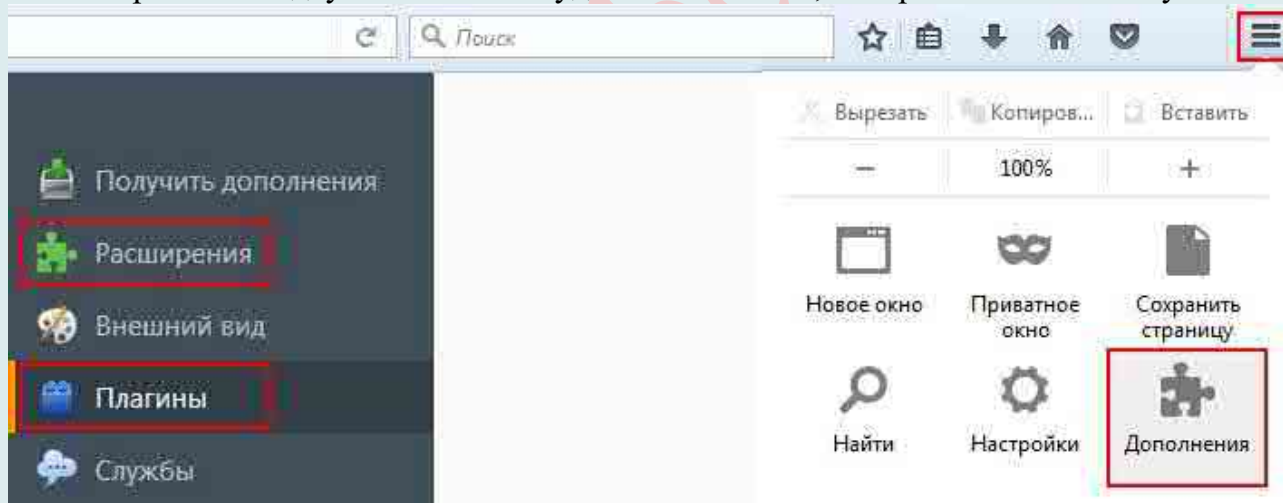 Поиск
Получить дополнения
Расширения
Внешний вид
Плагины
Службы
Вырезать Копиров... Вставить
− 100% +
Новое окно Приватное окно Сохранить страницу
Найти Настройки Дополнения